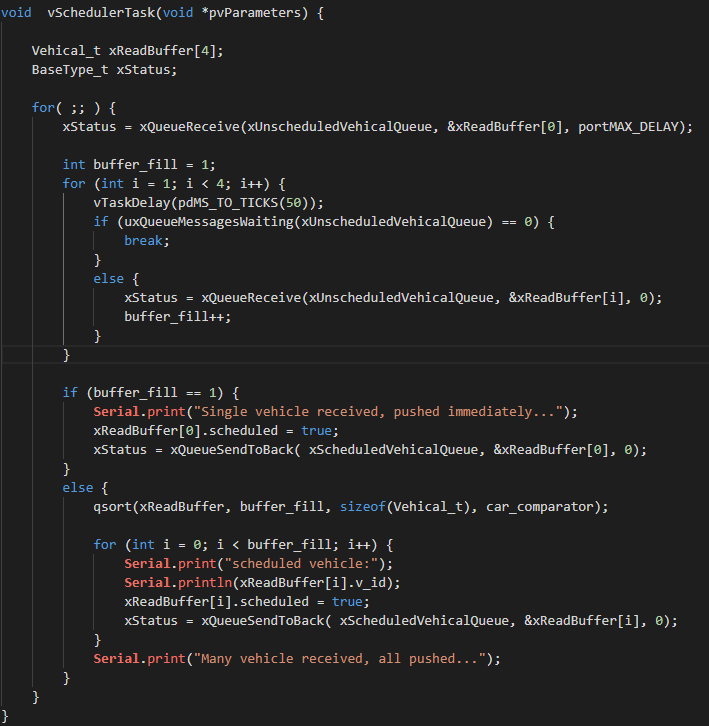 void  vSchedulerTask(void *pvParameters) {
    Vehical_t xReadBuffer[4];
    BaseType_t xStatus;
    for( ;; ) {
        xStatus = xQueueReceive(xUnscheduledVehicalQueue, &xReadBuffer[0], portMAX_DELAY);
        int buffer_fill = 1;
        for (int i = 1; i < 4; i++) {
            vTaskDelay(pdMS_TO_TICKS(50));
            if (uxQueueMessagesWaiting(xUnscheduledVehicalQueue) == 0) {
                break;
            }
            else {
                xStatus = xQueueReceive(xUnscheduledVehicalQueue, &xReadBuffer[i], 0);
                buffer_fill++;
            }
        }
        if (buffer_fill == 1) {
            Serial.print("Single vehicle received, pushed immediately...");
            xReadBuffer[0].scheduled = true;
            xStatus = xQueueSendToBack( xScheduledVehicalQueue, &xReadBuffer[0], 0);
        }
        else {
            qsort(xReadBuffer, buffer_fill, sizeof(Vehical_t), car_comparator);
            for (int i = 0; i < buffer_fill; i++) {
                Serial.print("scheduled vehicle:");
                Serial.println(xReadBuffer[i].v_id);
                xReadBuffer[i].scheduled = true;
                xStatus = xQueueSendToBack( xScheduledVehicalQueue, &xReadBuffer[i], 0);
            }
            Serial.print("Many vehicle received, all pushed...");
        }
    }
}